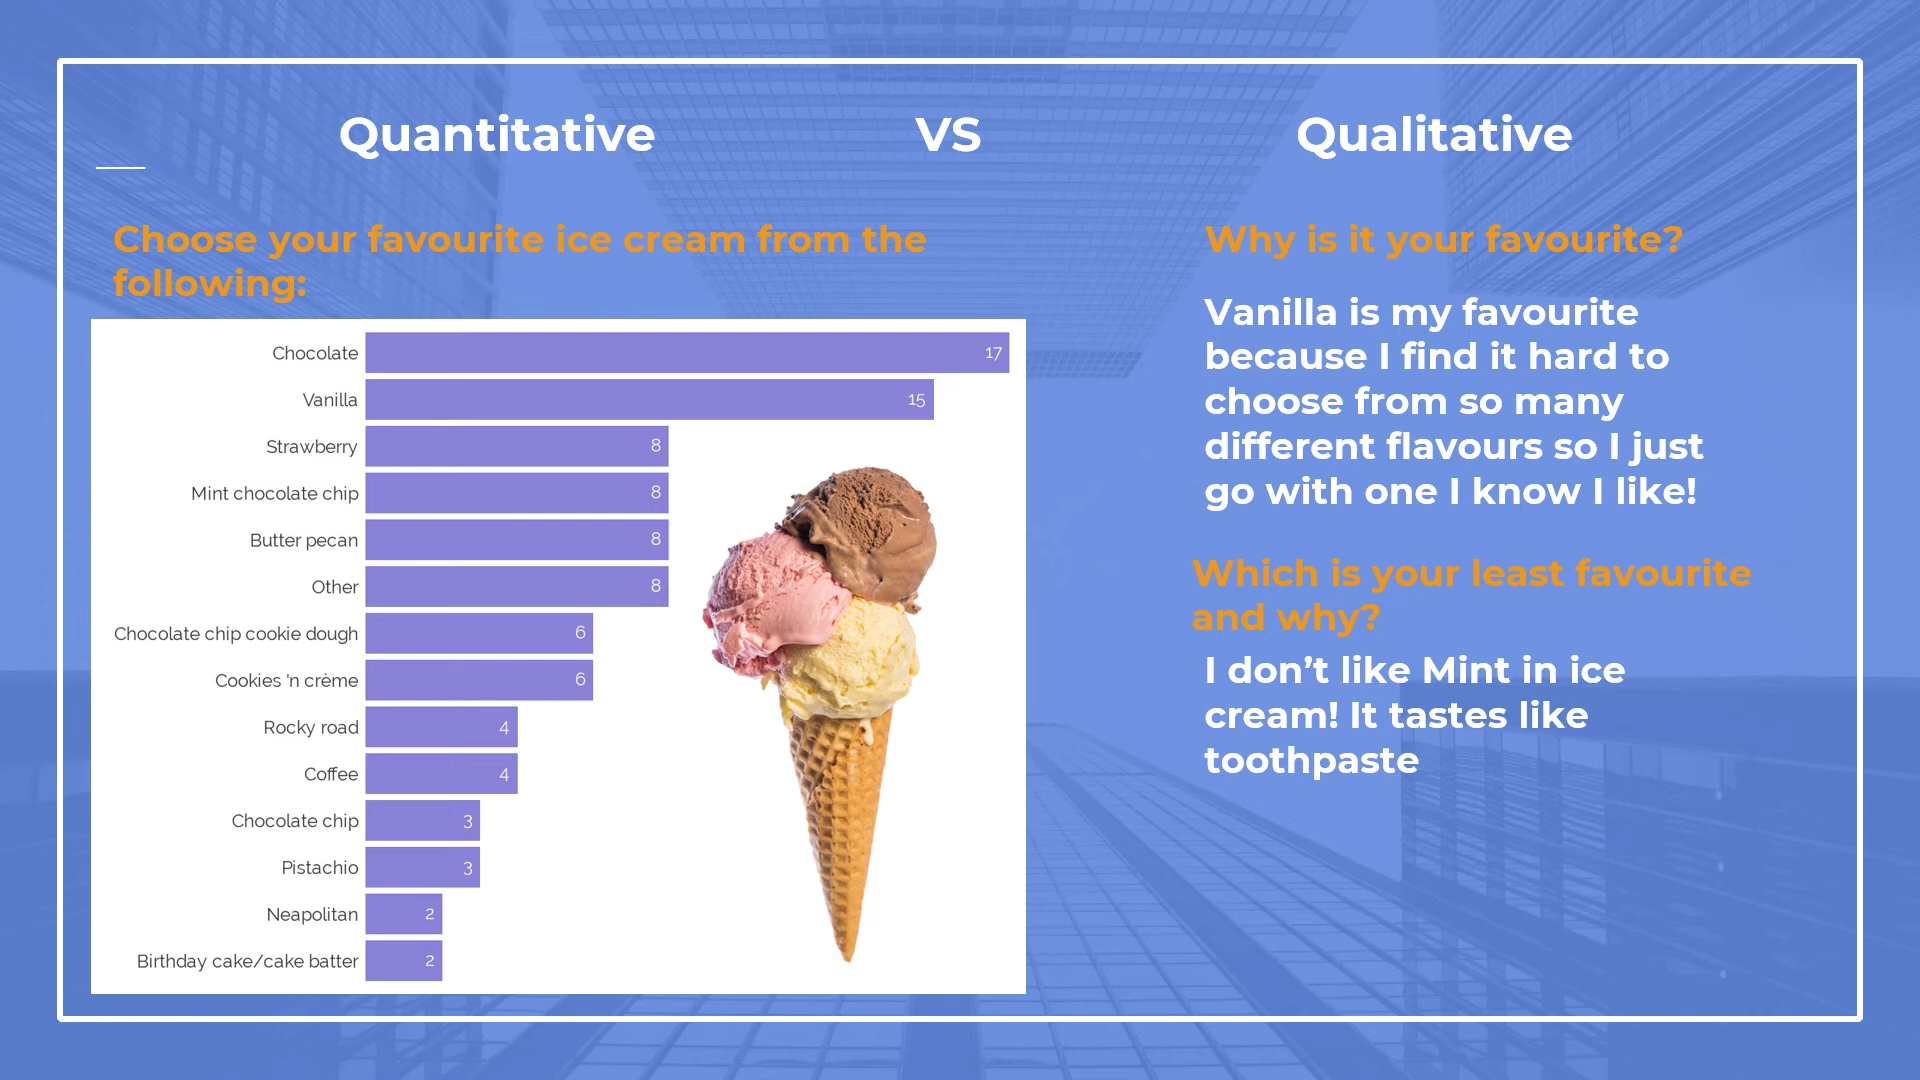 Quantitative VS Qualitative
Choose your favourite ice cream from the
following:
Chocolate 17
Vanilla 15
Strawberry 8
Mint chocolate chip 8
Butter pecan 8
Other 8
Chocolate chip cookie dough 6
Cookies 'n crème 6
Rocky road 4
Coffee 4
Chocolate chip 3
Pistachio 3
Neapolitan 2
Birthday cake/cake batter 2
Why is it your favourite?
Vanilla is my favourite
because I find it hard to
choose from so many
different flavours so I just
go with one I know I like!
Which is your least favourite
and why?
I don’t like Mint in ice
cream! It tastes like
toothpaste